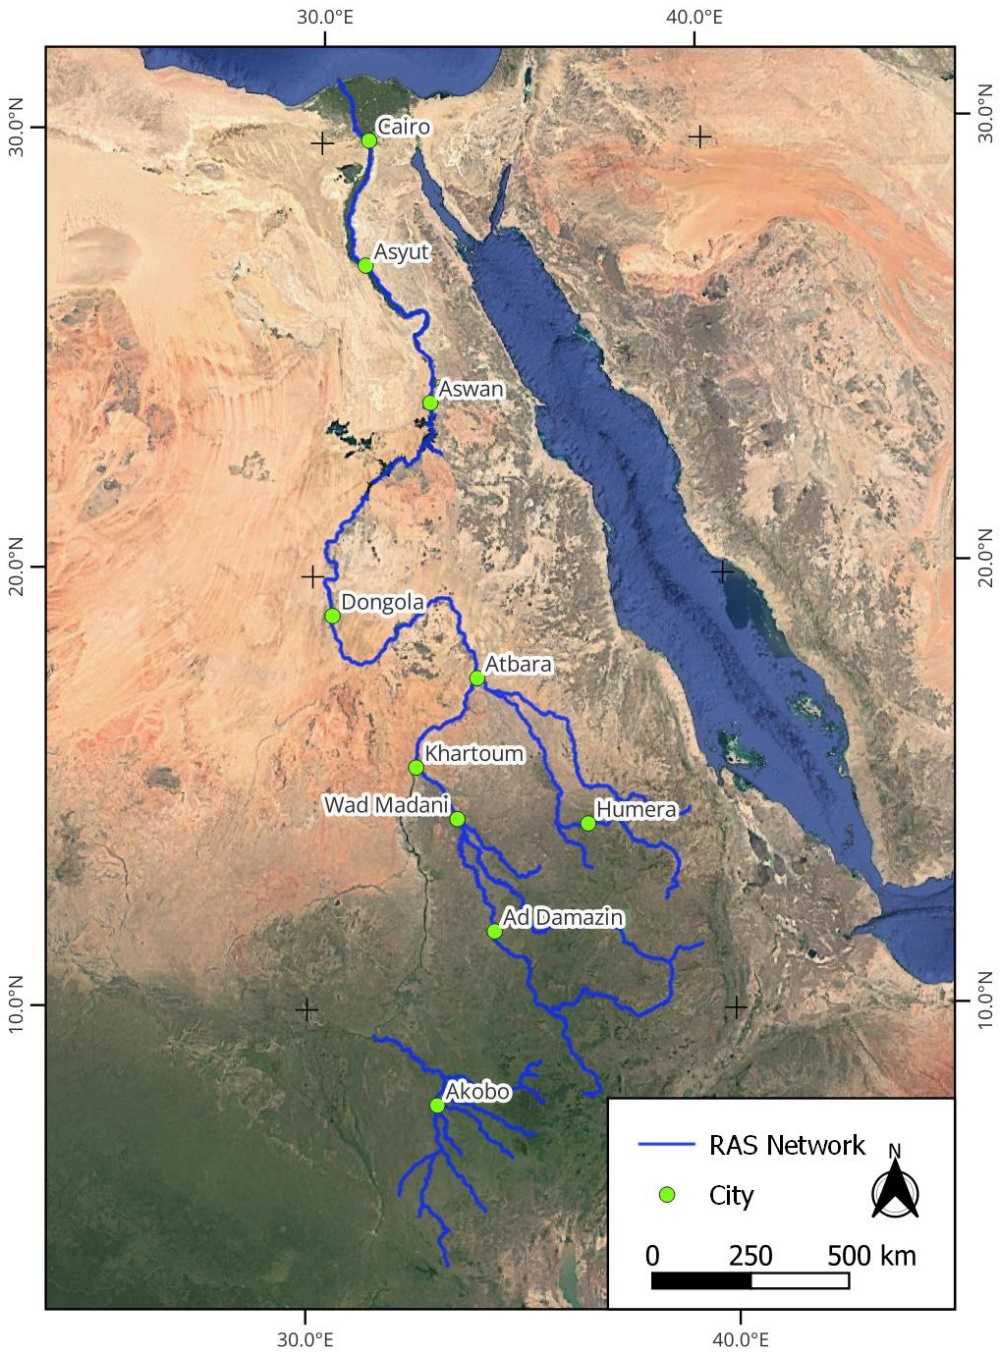 30.0°E
40.0°E
30.0°N
30.0°N
Cairo
Asyut
Aswan
20.0°N
20.0°N
Dongola
Atbara
Khartoum
Wad Madani
Humera
Ad Damazin
10.0°N
10.0°N
Akobo
RAS Network
N
City
0 250 500 km
30.0°E
40.0°E